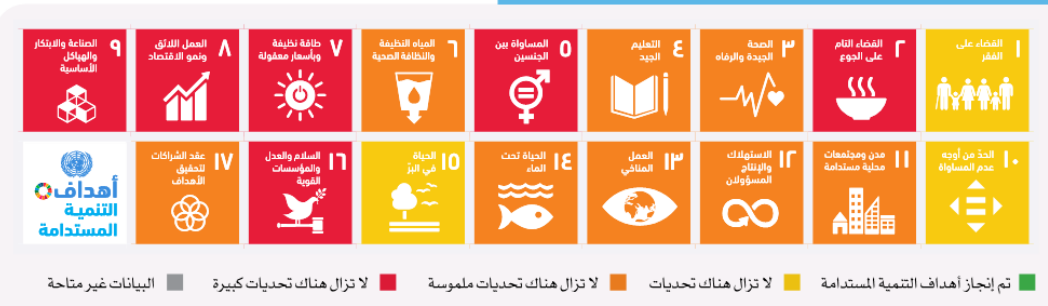 ١
القضاء على
الفقر
٢
القضاء التام
على الجوع
٣
الصحة
الجيدة والرفاه
٤
التعليم
الجيد
٥
المساواة بين
الجنسين
٦
المياه النظيفة
والنظافة الصحية
٧
طاقة نظيفة
وبأسعار معقولة
٨
العمل اللائق
ونمو الاقتصاد
٩
الصناعة والابتكار
والهياكل
الأساسية
١٠
الحدّ من أوجه
عدم المساواة
١١
مدن ومجتمعات
محلية مستدامة
١٢
الاستهلاك
والإنتاج
المسؤولان
١٣
العمل
المناخي
١٤
الحياة تحت
الماء
١٥
الحياة
في البرّ
١٦
السلام والعدل
والمؤسسات
القوية
١٧
عقد الشراكات
لتحقيق
الأهداف
أهداف
التنمية
المستدامة
تم إنجاز أهداف التنمية المستدامة
لا تزال هناك تحديات
لا تزال هناك تحديات ملموسة
لا تزال هناك تحديات كبيرة
البيانات غير متاحة